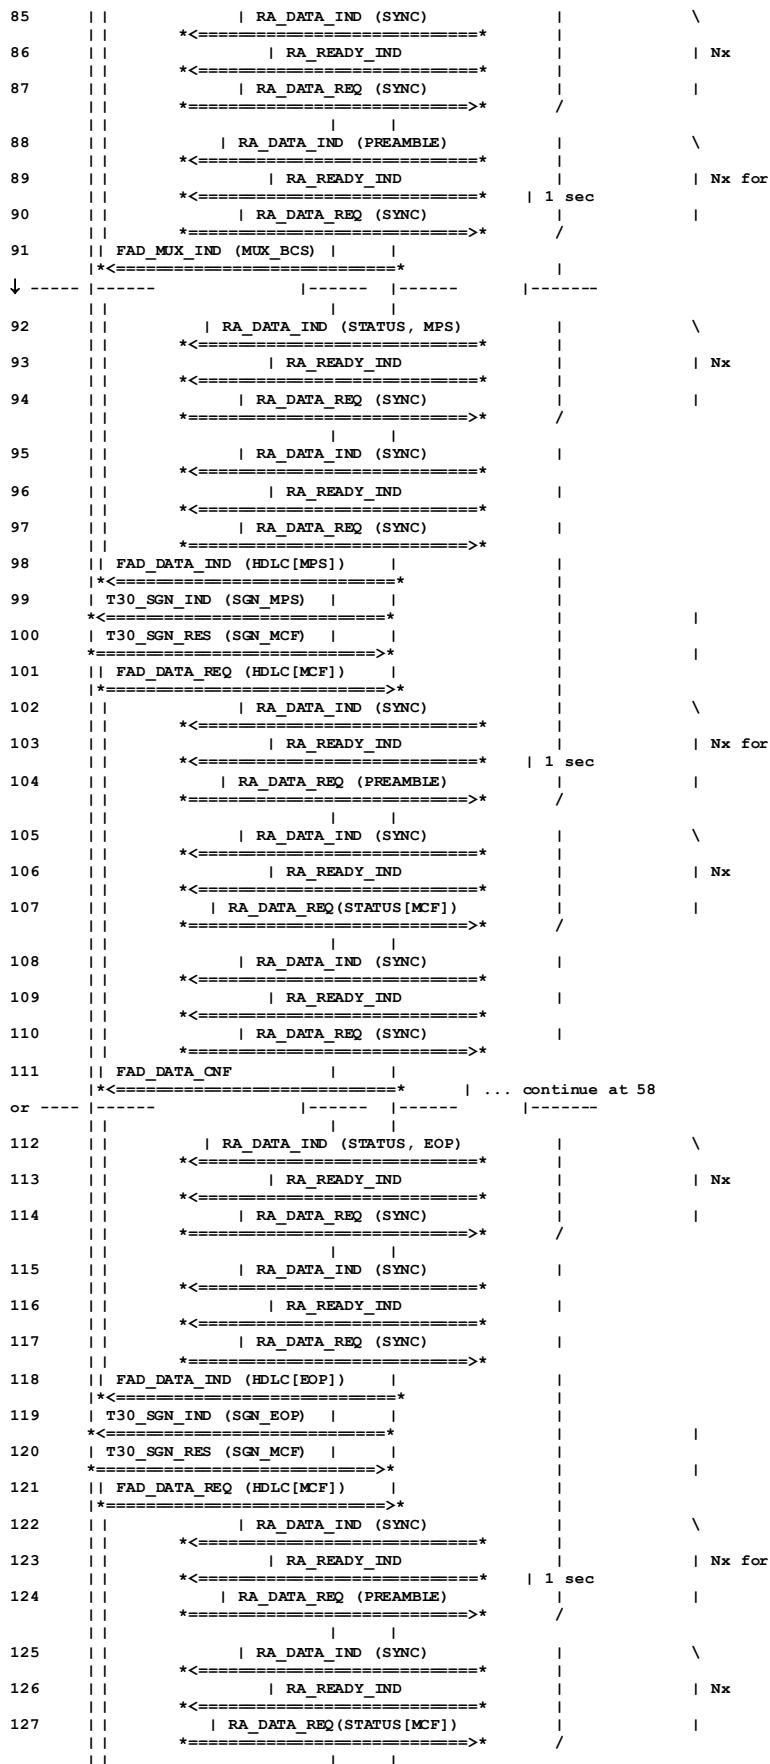 85 || | RA_DATA_IND (SYNC) | \
|| *<============================* |
86 || | RA_READY_IND | | Nx
|| *<============================* |
87 || | RA_DATA_REQ (SYNC) | |
|| *============================>* /
|| | |
88 || | RA_DATA_IND (PREAMBLE) | \
|| *<============================* |
89 || | RA_READY_IND | | Nx for
|| *<============================* | 1 sec
90 || | RA_DATA_REQ (SYNC) | |
|| *============================>* /
91 || FAD_MUX_IND (MUX_BCS) | |
|*<============================* |
↓ ----- |------ |------ |------ |-------
|| | |
92 || | RA_DATA_IND (STATUS, MPS) | \
|| *<============================* |
93 || | RA_READY_IND | | Nx
|| *<============================* |
94 || | RA_DATA_REQ (SYNC) | |
|| *============================>* /
|| | |
95 || | RA_DATA_IND (SYNC) |
|| *<============================*
96 || | RA_READY_IND |
|| *<============================*
97 || | RA_DATA_REQ (SYNC) |
|| *============================>*
98 || FAD_DATA_IND (HDLC[MPS]) | |
|*<============================* |
99 | T30_SGN_IND (SGN_MPS) | | |
*<============================* | |
100 | T30_SGN_RES (SGN_MCF) | | |
*============================>* | |
101 || FAD_DATA_REQ (HDLC[MCF]) | |
|*============================>* |
102 || | RA_DATA_IND (SYNC) | \
|| *<============================* |
103 || | RA_READY_IND | | Nx for
|| *<============================* | 1 sec
104 || | RA_DATA_REQ (PREAMBLE) | |
|| *============================>* /
|| | |
105 || | RA_DATA_IND (SYNC) | \
|| *<============================* |
106 || | RA_READY_IND | | Nx
|| *<============================* |
107 || | RA_DATA_REQ(STATUS[MCF]) | |
|| *============================>* /
|| | |
108 || | RA_DATA_IND (SYNC) |
|| *<============================*
109 || | RA_READY_IND |
|| *<============================*
110 || | RA_DATA_REQ (SYNC) |
|| *============================>*
111 || FAD_DATA_CNF | |
|*<============================* | ... continue at 58
or ---- |------ |------ |------ |-------
|| | |
112 || | RA_DATA_IND (STATUS, EOP) | \
|| *<============================* |
113 || | RA_READY_IND | | Nx
|| *<============================* |
114 || | RA_DATA_REQ (SYNC) | |
|| *============================>* /
|| | |
115 || | RA_DATA_IND (SYNC) |
|| *<============================*
116 || | RA_READY_IND |
|| *<============================*
117 || | RA_DATA_REQ (SYNC) |
|| *============================>*
118 || FAD_DATA_IND (HDLC[EOP]) | |
|*<============================* |
119 | T30_SGN_IND (SGN_EOP) | | |
*<============================* | |
120 | T30_SGN_RES (SGN_MCF) | | |
*============================>* | |
121 || FAD_DATA_REQ (HDLC[MCF]) | |
|*============================>* |
122 || | RA_DATA_IND (SYNC) | \
|| *<============================* |
123 || | RA_READY_IND | | Nx for
|| *<============================* | 1 sec
124 || | RA_DATA_REQ (PREAMBLE) | |
|| *============================>* /
|| | |
125 || | RA_DATA_IND (SYNC) | \
|| *<============================* |
126 || | RA_READY_IND | | Nx
|| *<============================* |
127 || | RA_DATA_REQ(STATUS[MCF]) | |
|| *============================>* /
|| | |